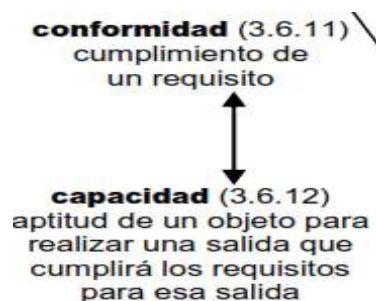 conformidad (3.6.11)
cumplimiento de
un requisito
capacidad (3.6.12)
aptitud de un objeto para
realizar una salida que
cumplirá los requisitos
para esa salida